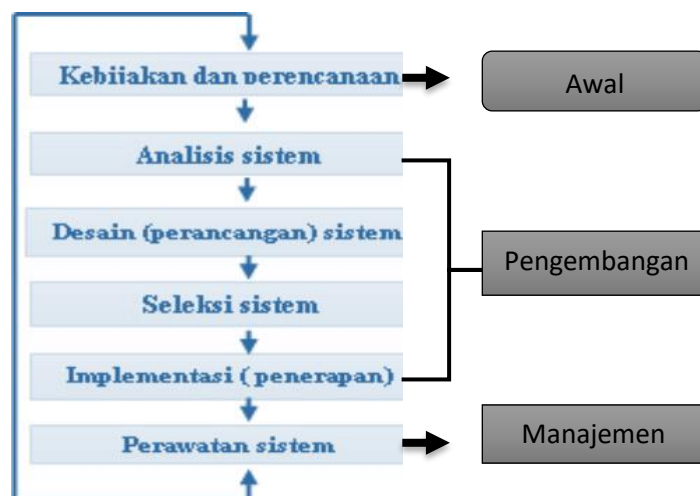 Kebijakan dan perencanaan
Awal
Analisis sistem
Desain (perancangan) sistem
Pengembangan
Seleksi sistem
Implementasi (penerapan)
Perawatan sistem
Manajemen